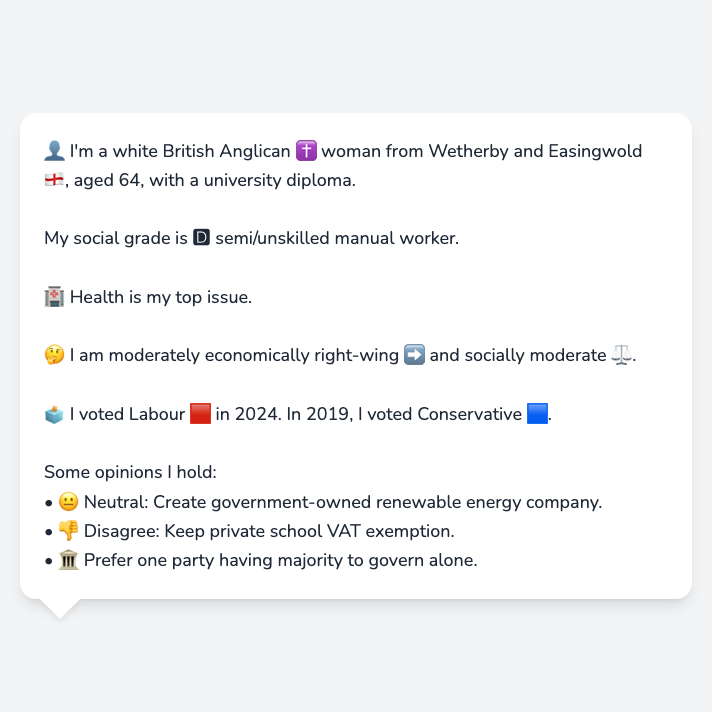 👤 I'm a white British Anglican ✝️ woman from Wetherby and Easingwold
🏴󠁧󠁢󠁥󠁮󠁧󠁿, aged 64, with a university diploma.
My social grade is 🅳 semi/unskilled manual worker.
🏥 Health is my top issue.
🤔 I am moderately economically right-wing ➡️ and socially moderate ⚖️.
🗳️ I voted Labour 🟥 in 2024. In 2019, I voted Conservative 🟦.
Some opinions I hold:
• 😐 Neutral: Create government-owned renewable energy company.
• 👎 Disagree: Keep private school VAT exemption.
• 🏛️ Prefer one party having majority to govern alone.